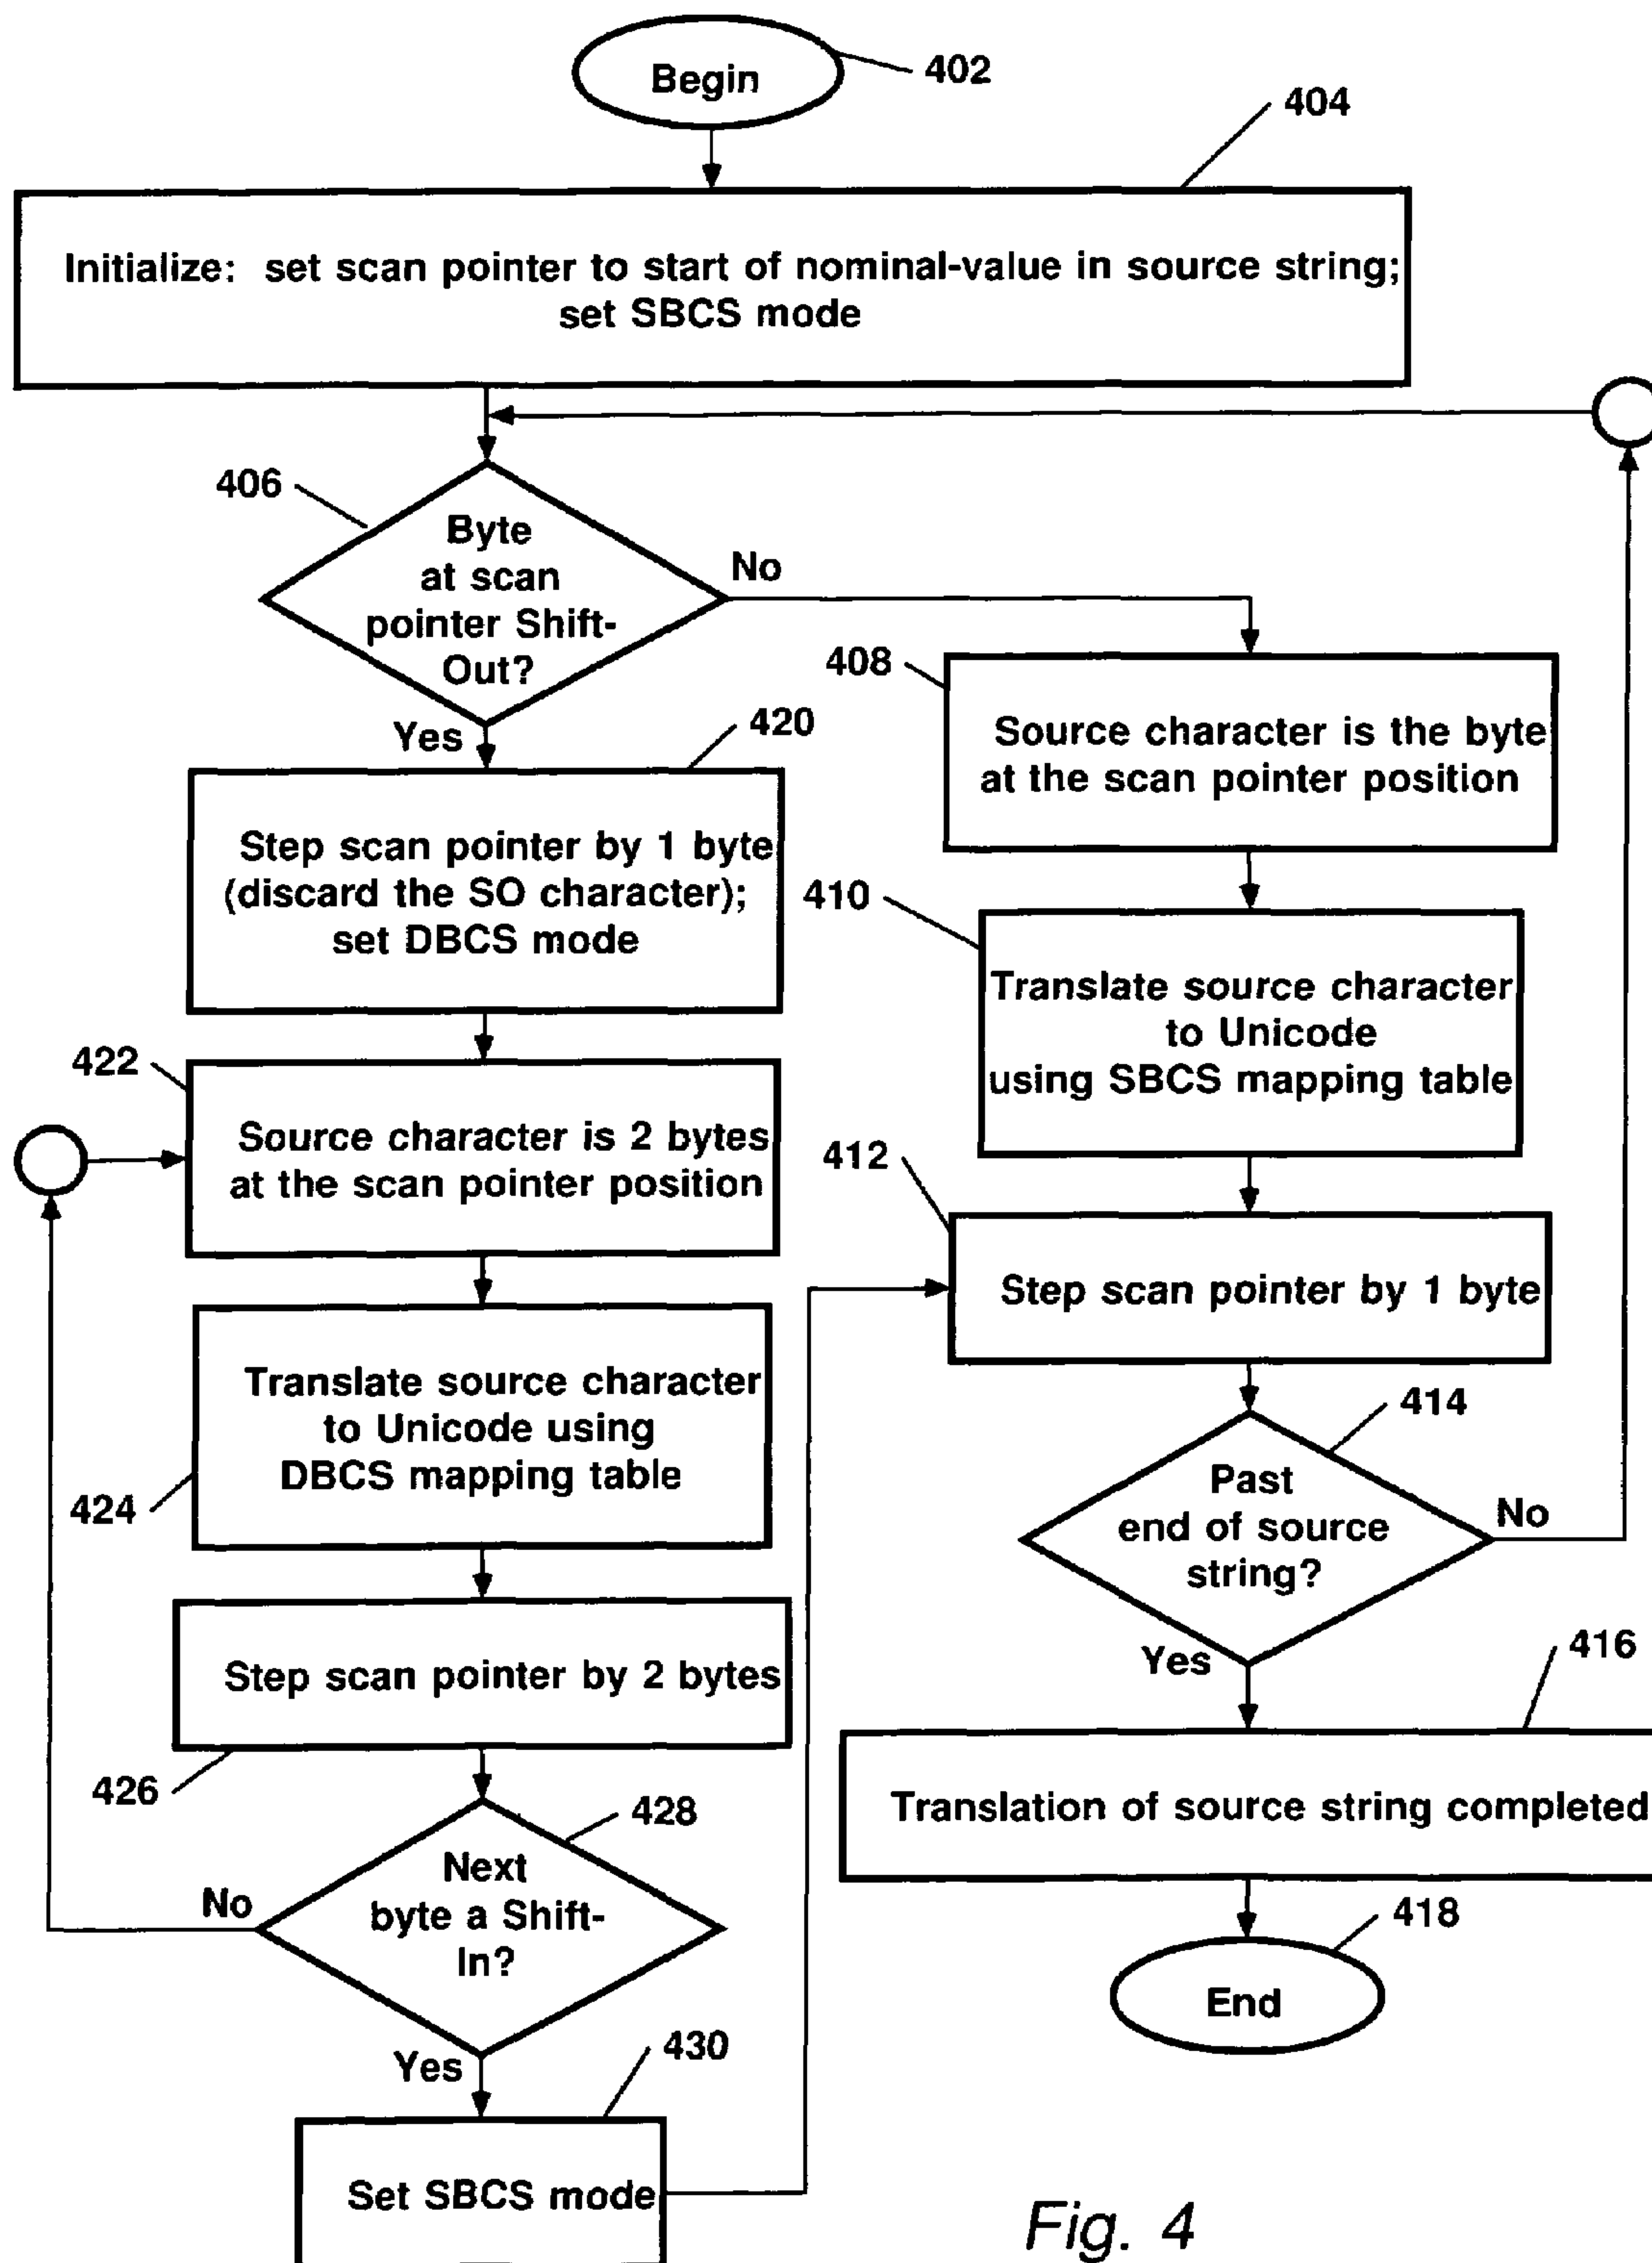 Begin
402
404
Initialize: set scan pointer to start of nominal-value in source string;
set SBCS mode
406
Byte
at scan
pointer Shift-
Out?
No
Yes
408
Source character is the byte
at the scan pointer position
420
Step scan pointer by 1 byte
(discard the SO character);
set DBCS mode
410
Translate source character
to Unicode
using SBCS mapping table
422
Source character is 2 bytes
at the scan pointer position
412
Step scan pointer by 1 byte
424
Translate source character
to Unicode using
DBCS mapping table
414
Past
end of source
string?
No
Yes
426
Step scan pointer by 2 bytes
416
Translation of source string completed
428
Next
byte a Shift-
In?
No
Yes
418
End
430
Set SBCS mode
Fig. 4